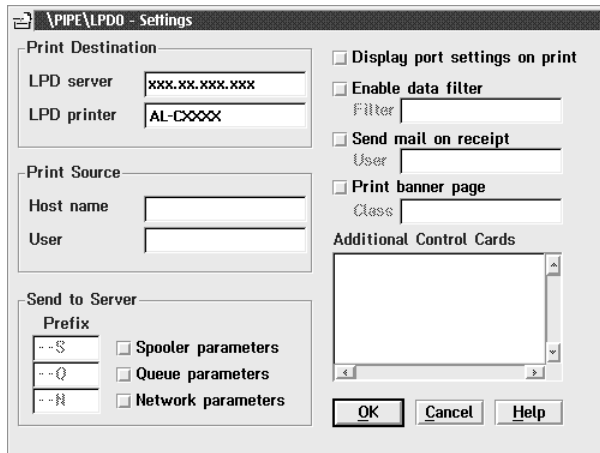 \PIPE\LPD0 - Settings
Print Destination
LPD server xxx.xx.xxx.xxx
LPD printer AL-CXXXX
Print Source
Host name
User
Send to Server
Prefix
--S Spooler parameters
--Q Queue parameters
--N Network parameters
Display port settings on print
Enable data filter
Filter
Send mail on receipt
User
Print banner page
Class
Additional Control Cards
OK Cancel Help